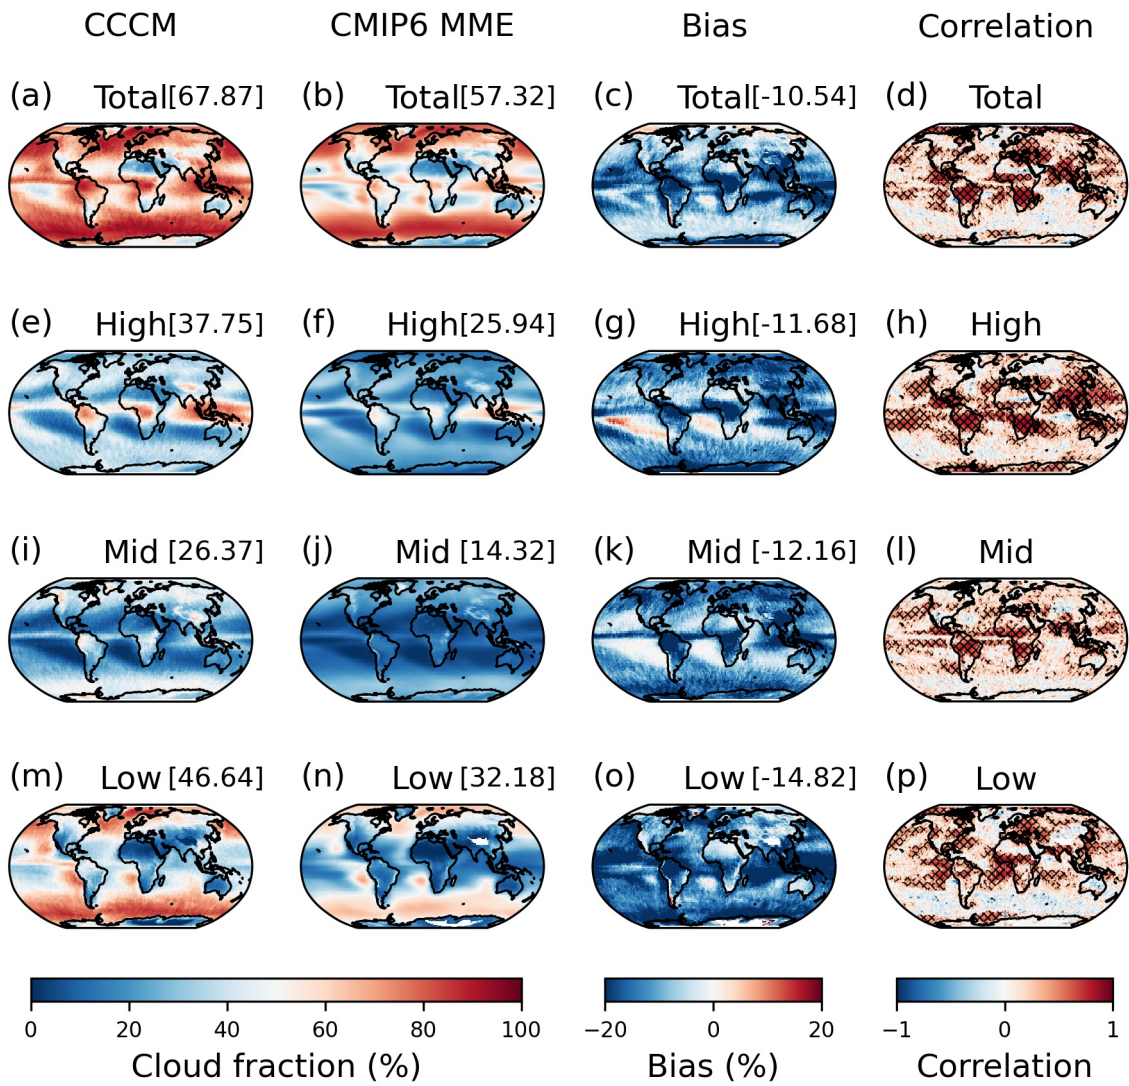 CCCM CMIP6 MME Bias Correlation
(a) Total[67.87] (b) Total[57.32] (c) Total[-10.54] (d) Total
(e) High[37.75] (f) High[25.94] (g) High[-11.68] (h) High
(i) Mid [26.37] (j) Mid [14.32] (k) Mid [-12.16] (l) Mid
(m) Low [46.64] (n) Low [32.18] (o) Low [-14.82] (p) Low
0 20 40 60 80 100 −20 0 20 −1 0 1
Cloud fraction (%) Bias (%) Correlation